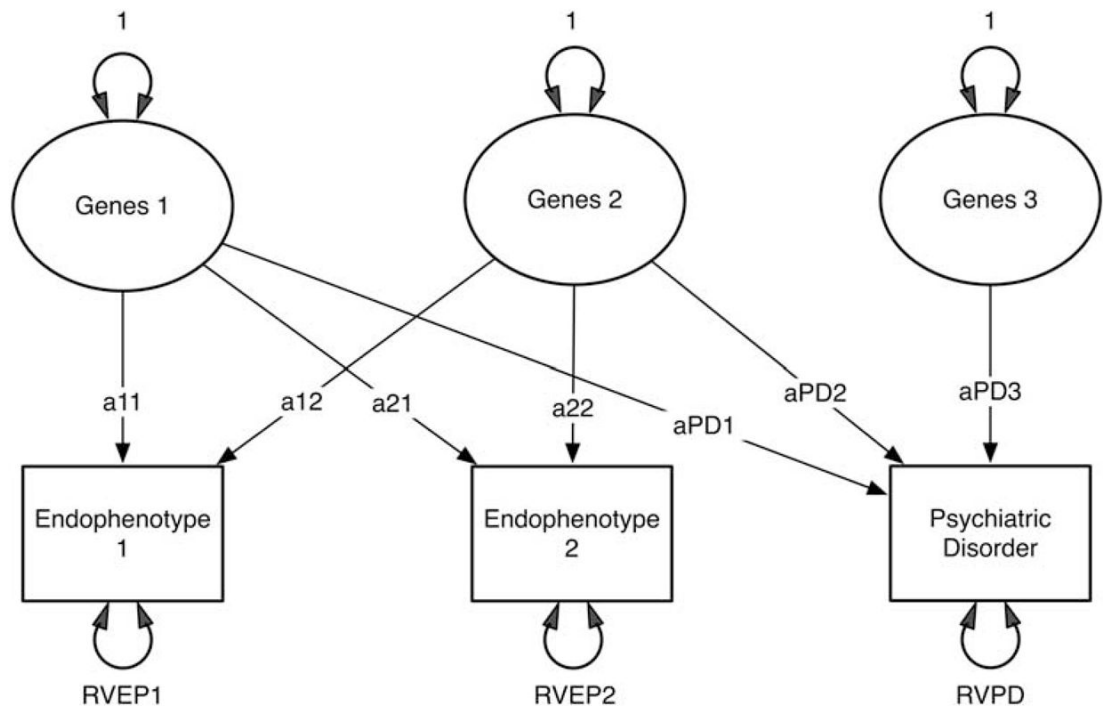 1
1
1
Genes 1
Genes 2
Genes 3
a11
a12
a21
a22
aPD1
aPD2
aPD3
Endophenotype
1
Endophenotype
2
Psychiatric
Disorder
RVEP1
RVEP2
RVPD